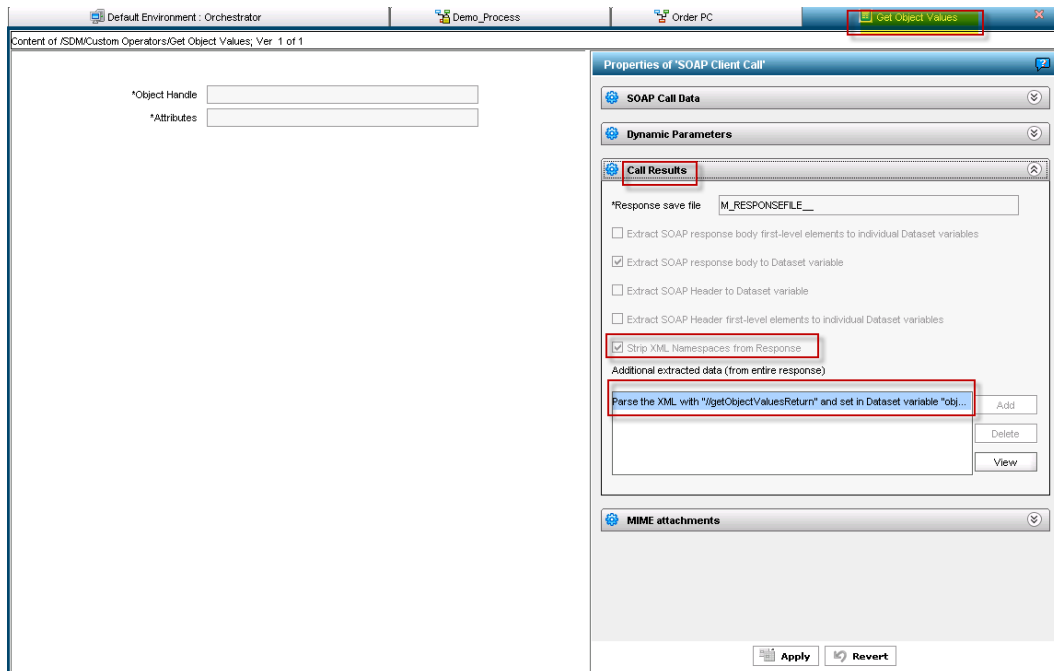 Default Environment : Orchestrator
Demo_Process
Order PC
Get Object Values
Content of /SDM/Custom Operators/Get Object Values; Ver 1 of 1
*Object Handle
*Attributes
Properties of 'SOAP Client Call'
SOAP Call Data
Dynamic Parameters
Call Results
*Response save file M_RESPONSEFILE__
Extract SOAP response body first-level elements to individual Dataset variables
Extract SOAP response body to Dataset variable
Extract SOAP Header to Dataset variable
Extract SOAP Header first-level elements to individual Dataset variables
Strip XML Namespaces from Response
Additional extracted data (from entire response)
Parse the XML with "//getObjectValuesReturn" and set in Dataset variable "obj...
Add
Delete
View
MIME attachments
Apply Revert